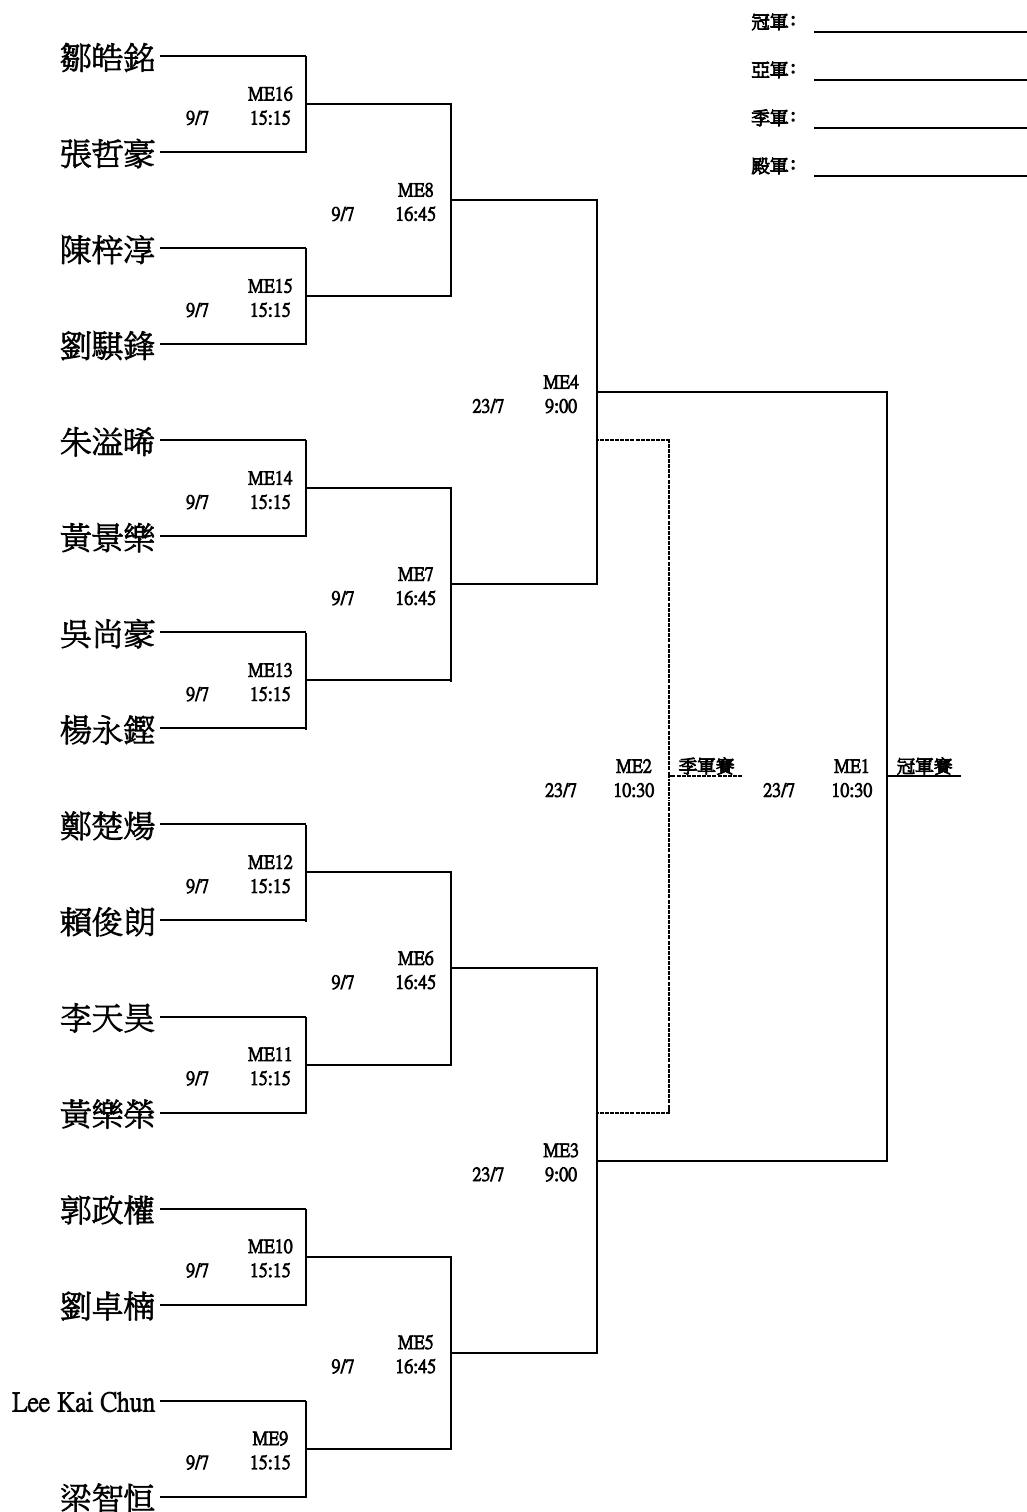 冠軍：
鄒皓銘
亞軍：
ME16
9/7 15:15
季軍：
張哲豪
殿軍：
ME8
9/7 16:45
陳梓淳
ME15
9/7 15:15
劉騏鋒
ME4
23/7 9:00
朱溢晞
ME14
9/7 15:15
黃景樂
ME7
9/7 16:45
吳尚豪
ME13
9/7 15:15
楊永鏗
ME2 季軍賽 ME1 冠軍賽
23/7 10:30 23/7 10:30
鄭楚煬
ME12
9/7 15:15
賴俊朗
ME6
9/7 16:45
李天昊
ME11
9/7 15:15
黃樂榮
ME3
23/7 9:00
郭政權
ME10
9/7 15:15
劉卓楠
ME5
9/7 16:45
Lee Kai Chun
ME9
9/7 15:15
梁智恒